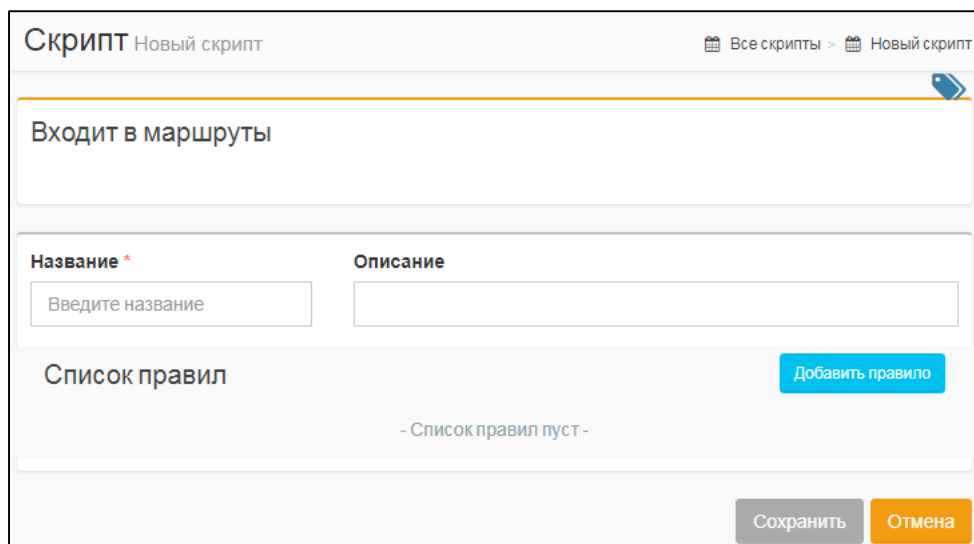 Скрипт Новый скрипт
Все скрипты > Новый скрипт
Входит в маршруты
Название * Описание
Введите название
Список правил Добавить правило
- Список правил пуст -
Сохранить Отмена